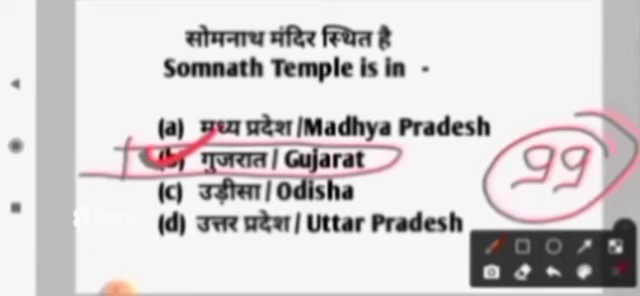 सोमनाथ मंदिर स्थित है
Somnath Temple is in -
(a) मध्य प्रदेश /Madhya Pradesh
(b) गुजरात / Gujarat
(c) उड़ीसा / Odisha
(d) उत्तर प्रदेश / Uttar Pradesh
99